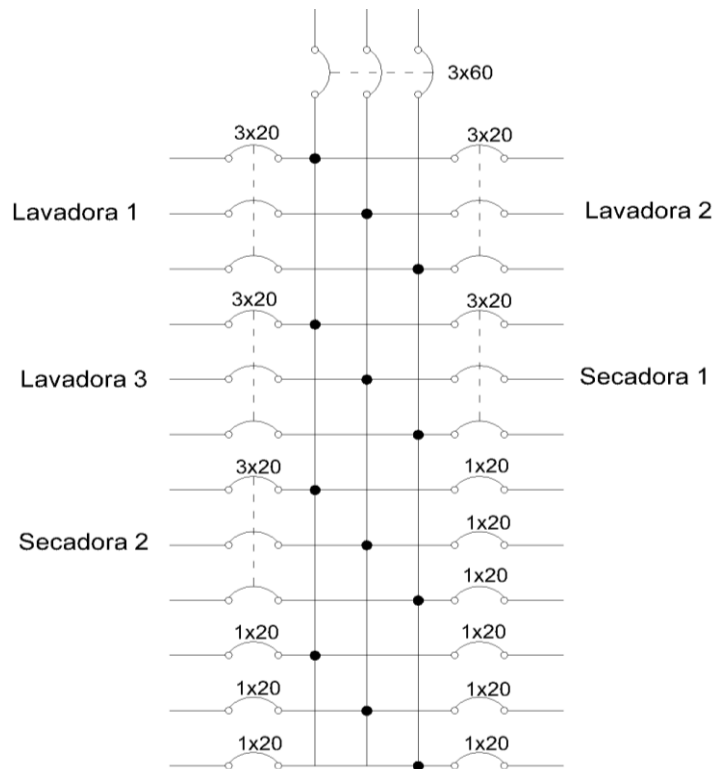 3x60
3x20 3x20
Lavadora 1 Lavadora 2
3x20 3x20
Lavadora 3 Secadora 1
3x20 1x20
Secadora 2 1x20
1x20
1x20 1x20
1x20 1x20
1x20 1x20